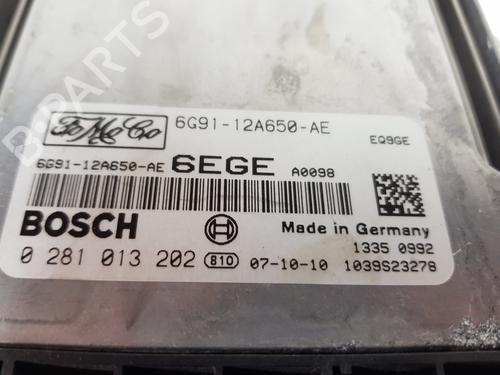 B-PARTS
FoMoCo
6G91-12A650-AE
EQ9GE
6G91-12A650-AE 6EGE A0098
BOSCH
Made in Germany
1335 0992
0 281 013 202 810 07-10-10 1039S23278